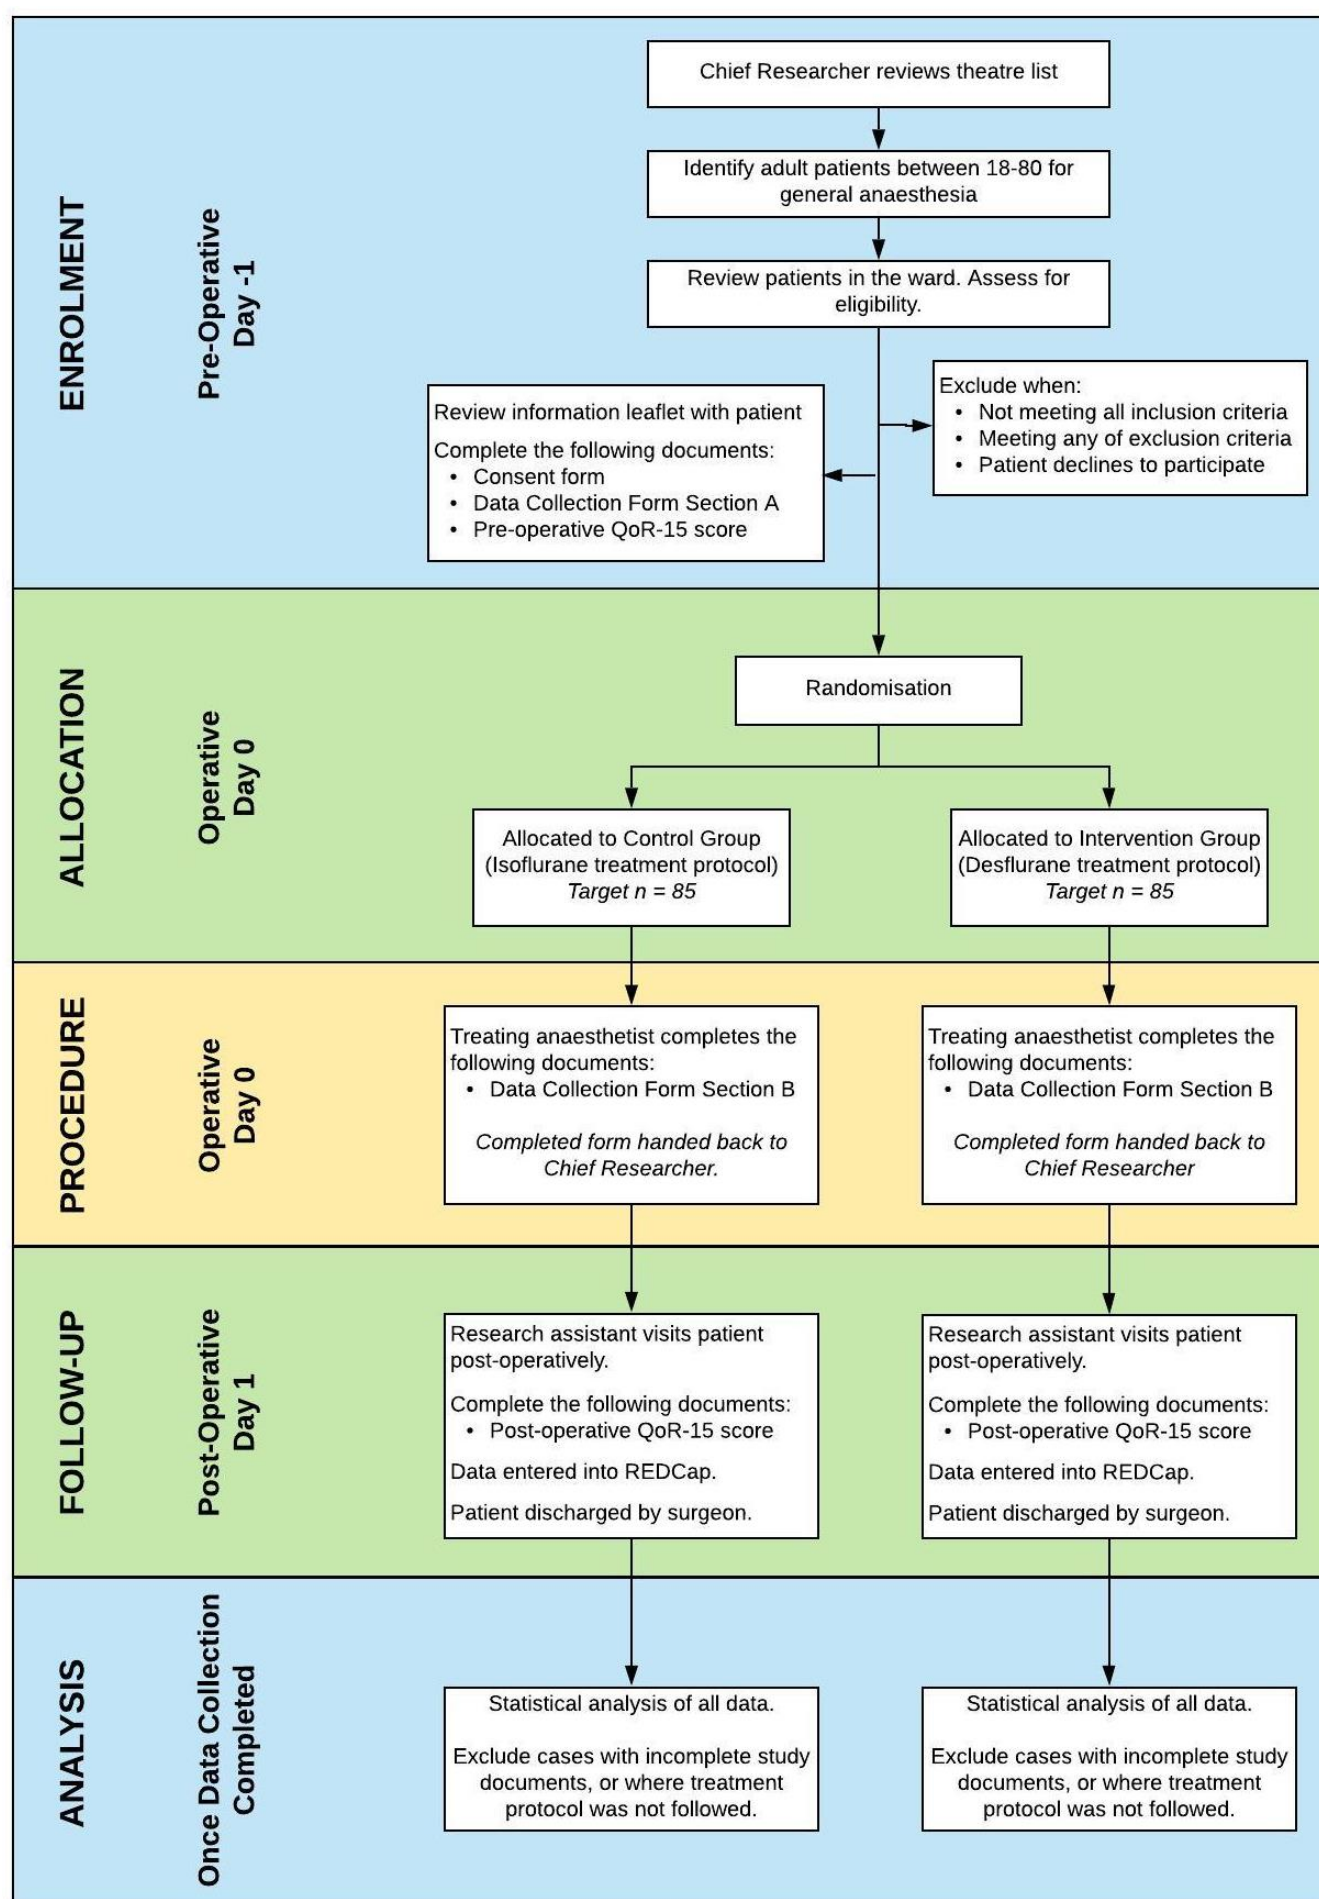 ENROLMENT
Pre-Operative
Day -1
Chief Researcher reviews theatre list
Identify adult patients between 18-80 for
general anaesthesia
Review patients in the ward. Assess for
eligibility.
Exclude when:
• Not meeting all inclusion criteria
• Meeting any of exclusion criteria
• Patient declines to participate
Review information leaflet with patient
Complete the following documents:
• Consent form
• Data Collection Form Section A
• Pre-operative QoR-15 score
ALLOCATION
Operative
Day 0
Randomisation
Allocated to Control Group
(Isoflurane treatment protocol)
Target n = 85
Allocated to Intervention Group
(Desflurane treatment protocol)
Target n = 85
PROCEDURE
Operative
Day 0
Treating anaesthetist completes the
following documents:
• Data Collection Form Section B
Completed form handed back to
Chief Researcher.
Treating anaesthetist completes the
following documents:
• Data Collection Form Section B
Completed form handed back to
Chief Researcher
FOLLOW-UP
Post-Operative
Day 1
Research assistant visits patient
post-operatively.
Complete the following documents:
• Post-operative QoR-15 score
Data entered into REDCap.
Patient discharged by surgeon.
Research assistant visits patient
post-operatively.
Complete the following documents:
• Post-operative QoR-15 score
Data entered into REDCap.
Patient discharged by surgeon.
ANALYSIS
Once Data Collection
Completed
Statistical analysis of all data.
Exclude cases with incomplete study
documents, or where treatment
protocol was not followed.
Statistical analysis of all data.
Exclude cases with incomplete study
documents, or where treatment
protocol was not followed.